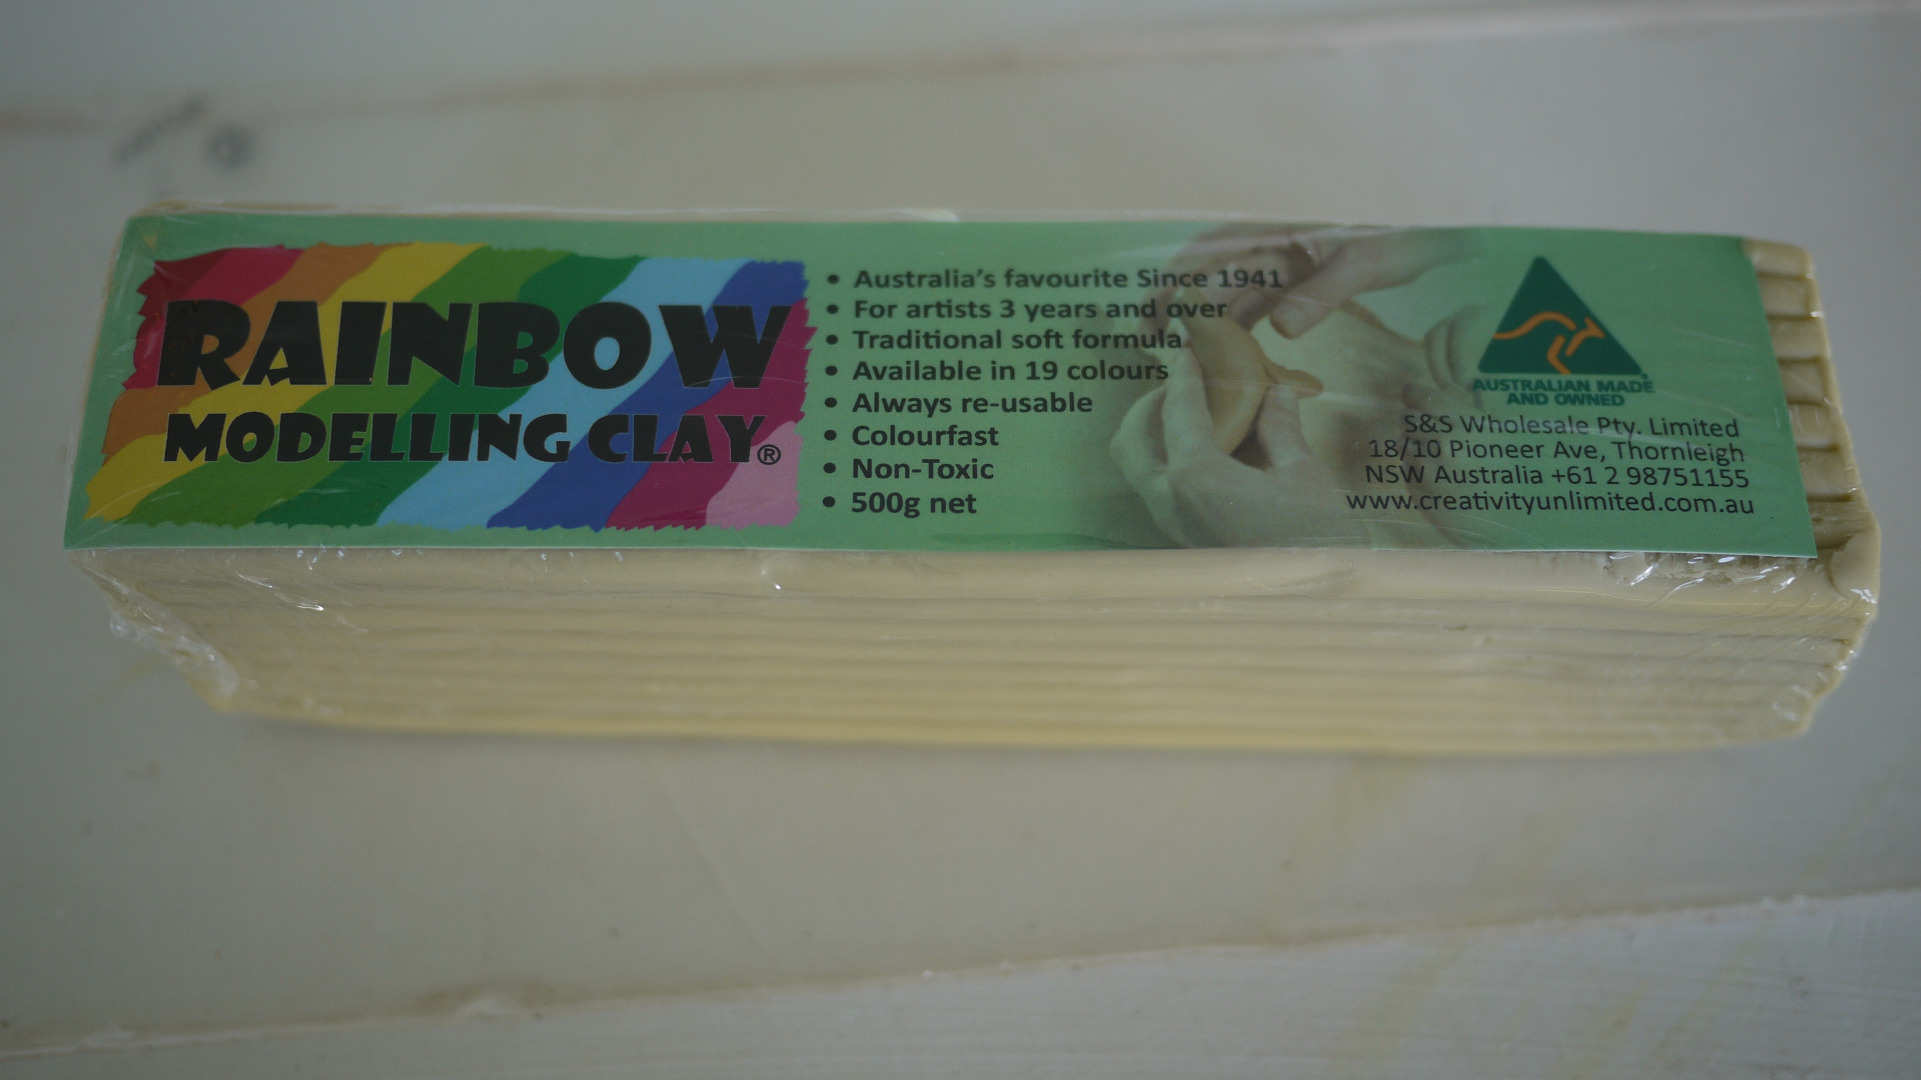 RAINBOW
MODELLING CLAY®
• Australia's favourite Since 1941
• For artists 3 years and over
• Traditional soft formula
• Available in 19 colours
• Always re-usable
• Colourfast
• Non-Toxic
• 500g net
AUSTRALIAN MADE
AND OWNED
S&S Wholesale Pty. Limited
18/10 Pioneer Ave, Thornleigh
NSW Australia +61 2 98751155
www.creativityunlimited.com.au